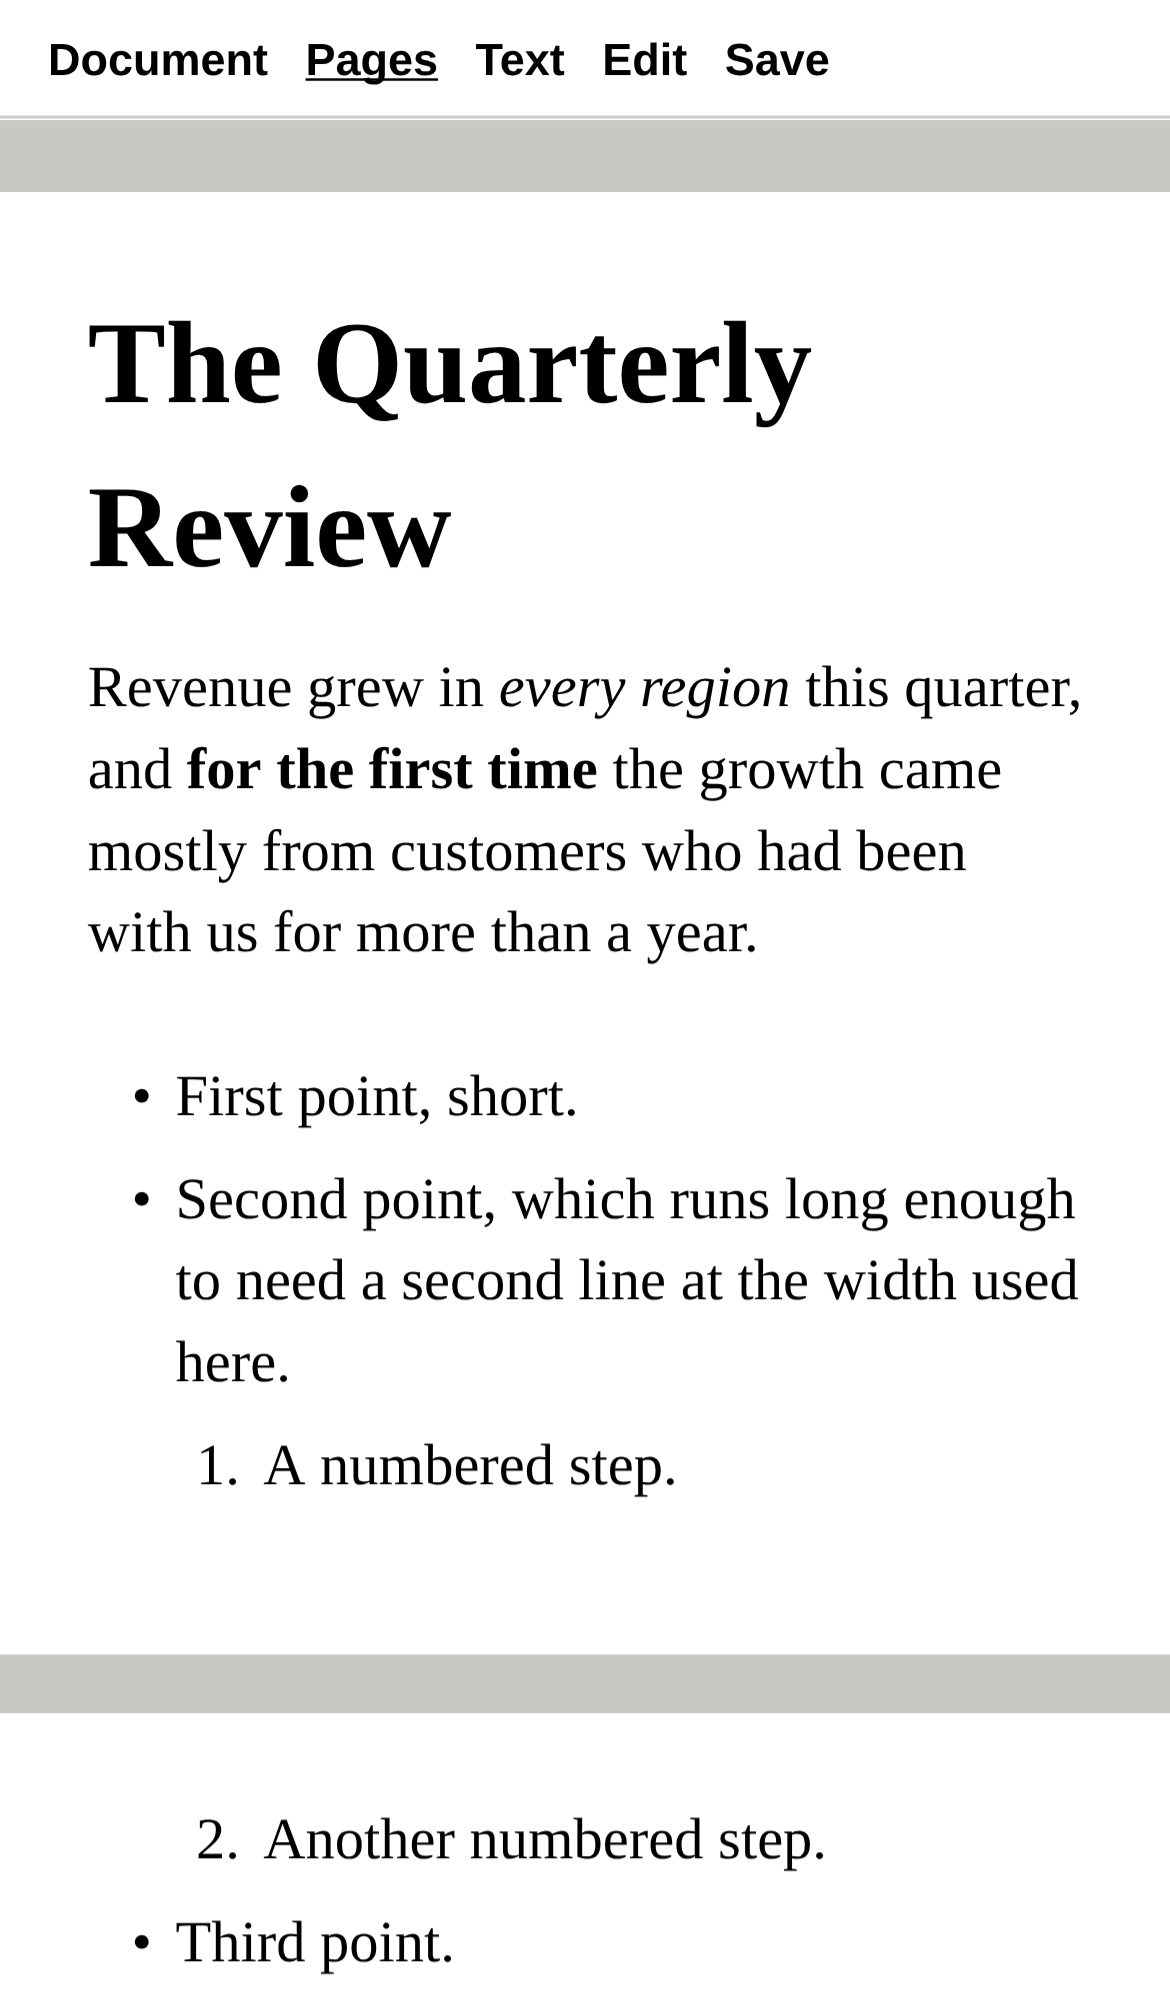 Document Pages Text Edit Save
The Quarterly
Review
Revenue grew in every region this quarter,
and for the first time the growth came
mostly from customers who had been
with us for more than a year.
• First point, short.
• Second point, which runs long enough
to need a second line at the width used
here.
1. A numbered step.
2. Another numbered step.
• Third point.